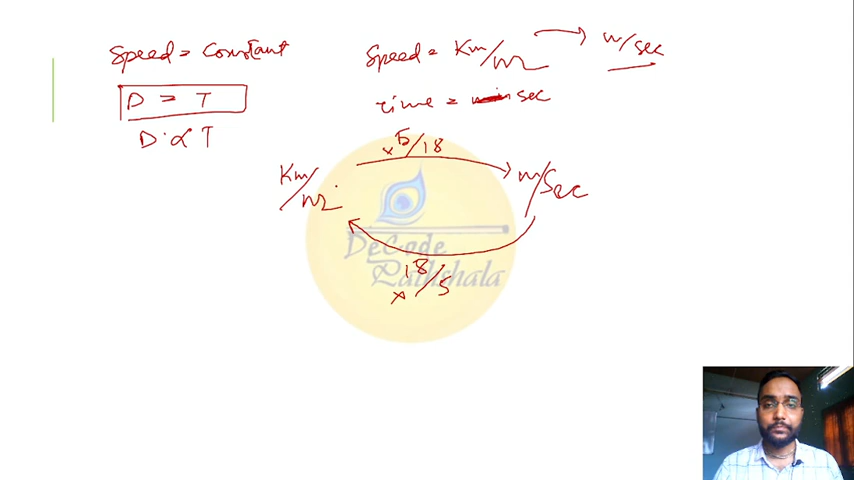 Speed = Constant
D = T
D ∝ T
Speed = Km/hr → m/sec
Time = sec
Km/hr
× 5/18
m/Sec
DeCode
Pathshala
× 18/5